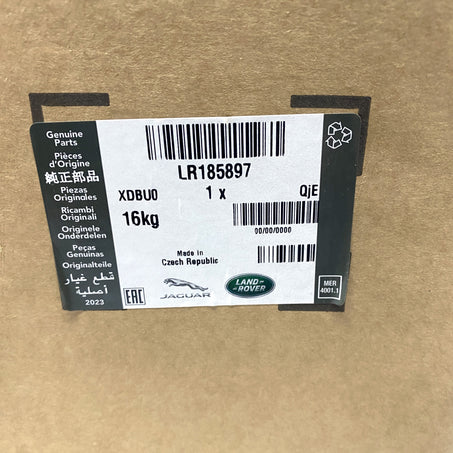 Genuine
Parts
Pièces
d'Origine
純正部品
Piezas
Originales
Ricambi
Originali
Originele
Onderdelen
Peças
Genuinas
Originalteile
قطع غيار
أصلية
2023
LR185897
XDBU0 1 x QjE
16kg
00/00/0000
Made in
Czech Republic
EAC
JAGUAR
LAND
ROVER
MER
4001.1